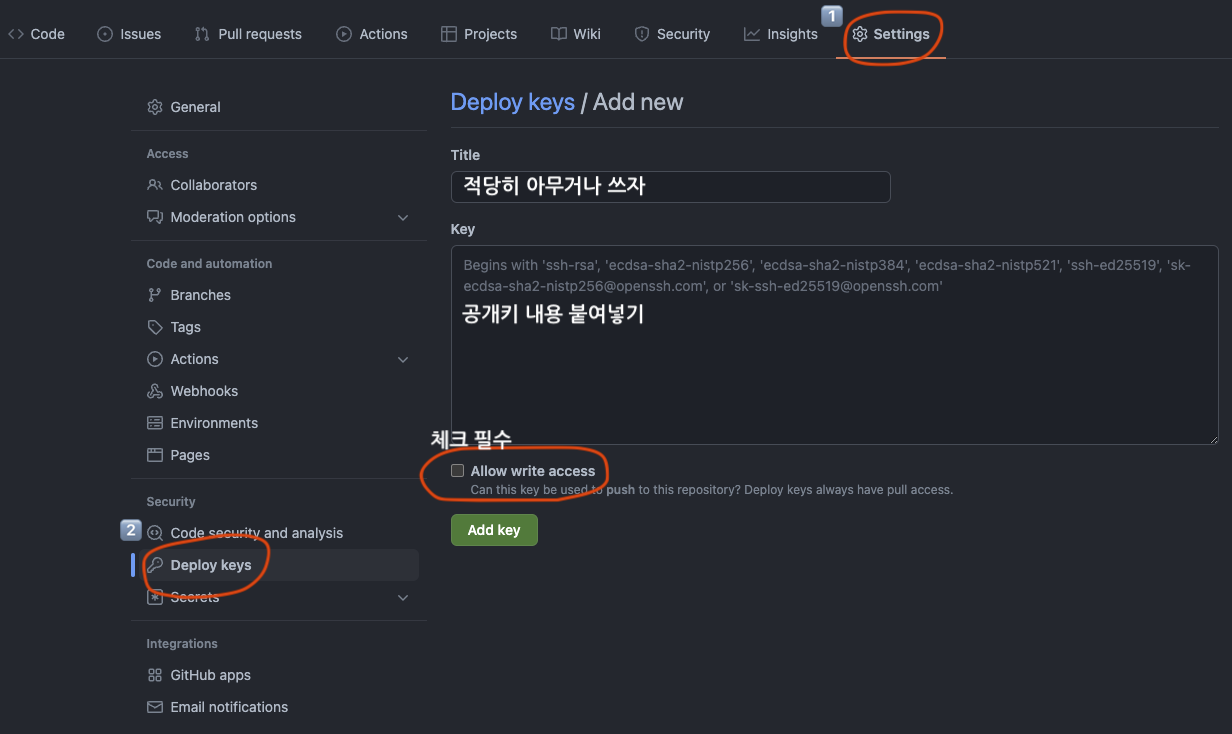 Code Issues Pull requests Actions Projects Wiki Security Insights 1 Settings
General
Access
Collaborators
Moderation options
Code and automation
Branches
Tags
Actions
Webhooks
Environments
Pages
Security
2 Code security and analysis
Deploy keys
Secrets
Integrations
GitHub apps
Email notifications
Deploy keys / Add new
Title
적당히 아무거나 쓰자
Key
Begins with 'ssh-rsa', 'ecdsa-sha2-nistp256', 'ecdsa-sha2-nistp384', 'ecdsa-sha2-nistp521', 'ssh-ed25519', 'sk-
ecdsa-sha2-nistp256@openssh.com', or 'sk-ssh-ed25519@openssh.com'
공개키 내용 붙여넣기
체크 필수
Allow write access
Can this key be used to push to this repository? Deploy keys always have pull access.
Add key